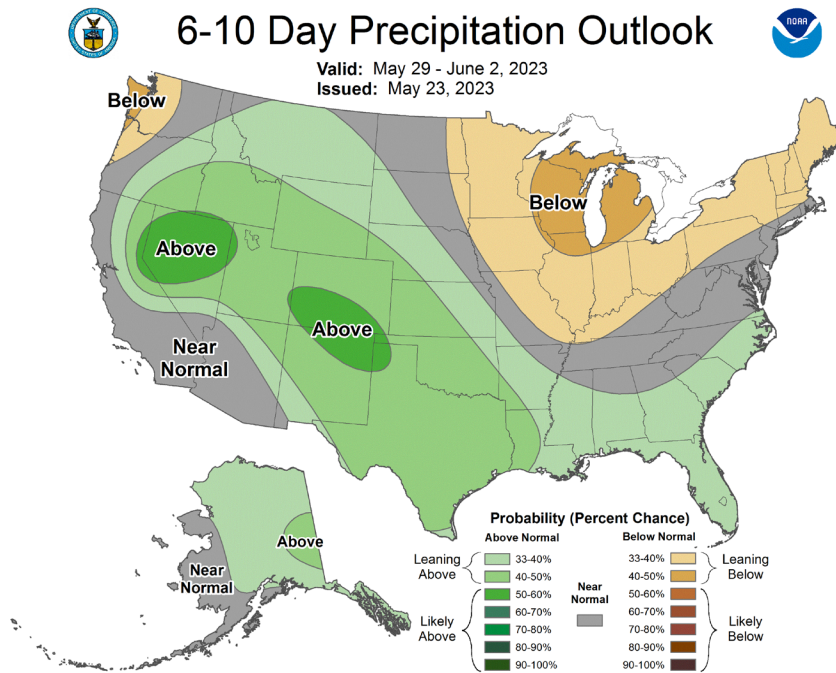 6-10 Day Precipitation Outlook
NOAA
Valid: May 29 - June 2, 2023
Issued: May 23, 2023
Below
Below
Above
Above
Near
Normal
Above
Near
Normal
Probability (Percent Chance)
Above Normal
Below Normal
Leaning
Above
33-40%
40-50%
Likely
Above
50-60%
60-70%
70-80%
80-90%
90-100%
Near
Normal
33-40%
40-50%
Leaning
Below
50-60%
60-70%
70-80%
80-90%
90-100%
Likely
Below